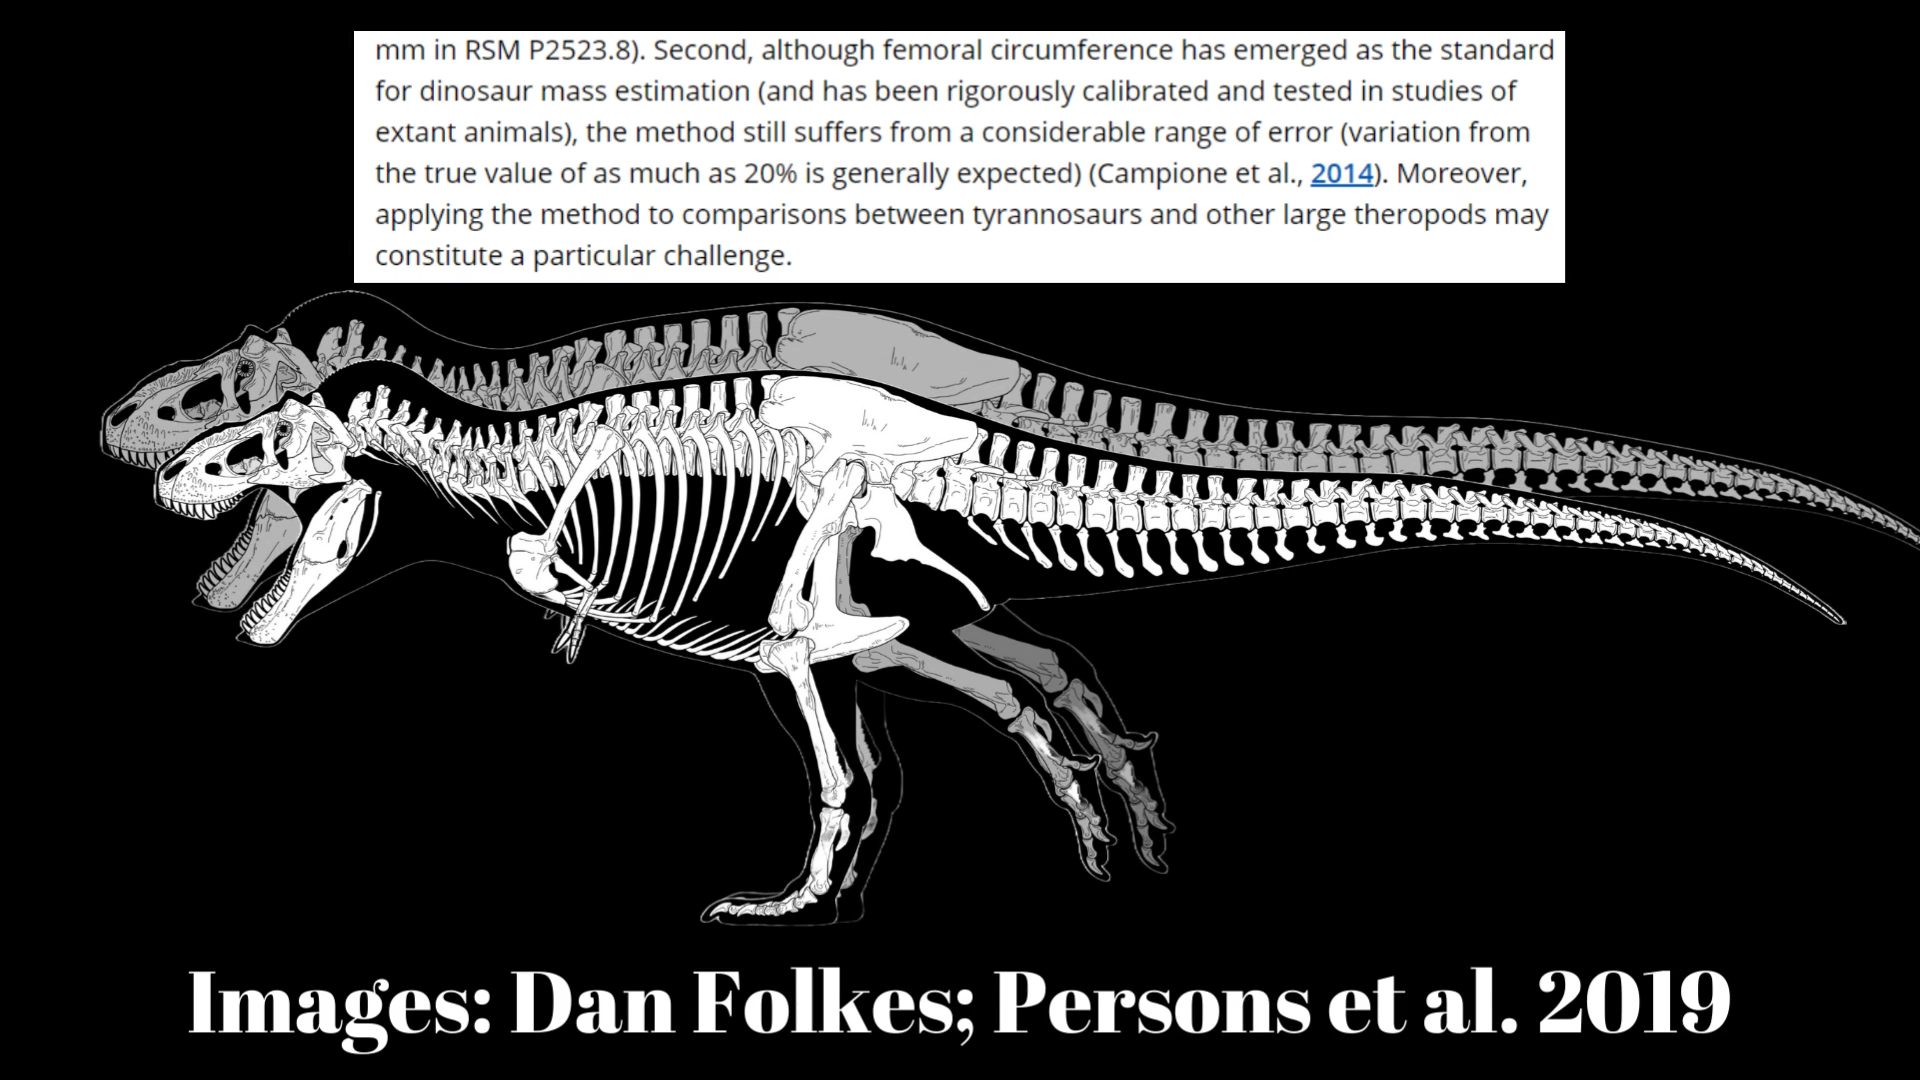 mm in RSM P2523.8). Second, although femoral circumference has emerged as the standard
for dinosaur mass estimation (and has been rigorously calibrated and tested in studies of
extant animals), the method still suffers from a considerable range of error (variation from
the true value of as much as 20% is generally expected) (Campione et al., 2014). Moreover,
applying the method to comparisons between tyrannosaurs and other large theropods may
constitute a particular challenge.
Images: Dan Folkes; Persons et al. 2019